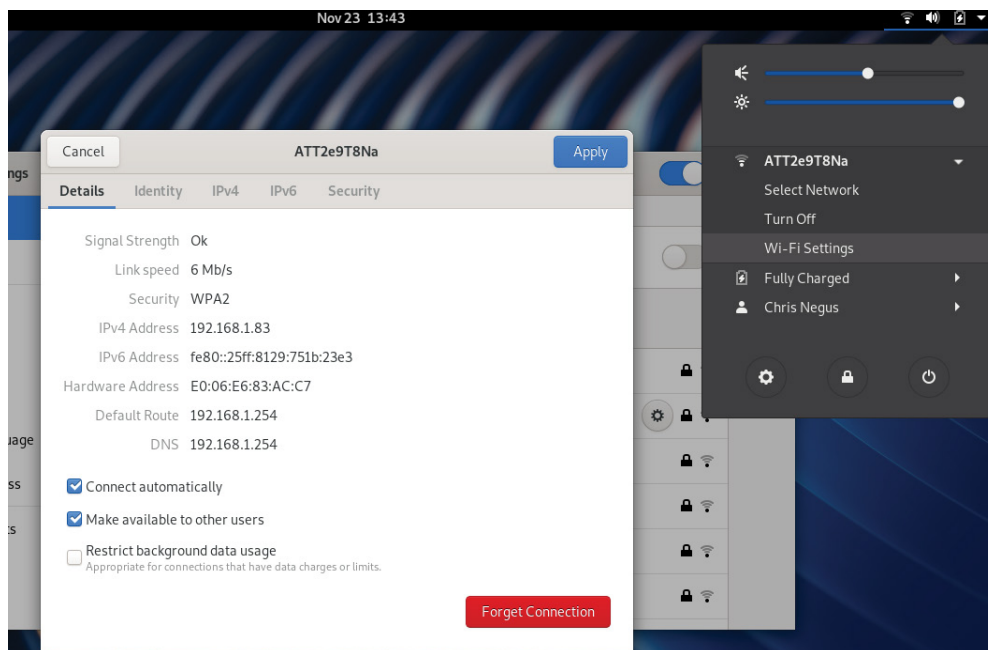 Nov 23 13:43
Cancel
ATT2e9T8Na
Apply
ngs
Details Identity IPv4 IPv6 Security
Signal Strength Ok
Link speed 6 Mb/s
Security WPA2
IPv4 Address 192.168.1.83
IPv6 Address fe80::25ff:8129:751b:23e3
Hardware Address E0:06:E6:83:AC:C7
Default Route 192.168.1.254
DNS 192.168.1.254
Connect automatically
Make available to other users
Restrict background data usage
Appropriate for connections that have data charges or limits.
Forget Connection
uage
ss
ts
ATT2e9T8Na
Select Network
Turn Off
Wi-Fi Settings
Fully Charged
Chris Negus